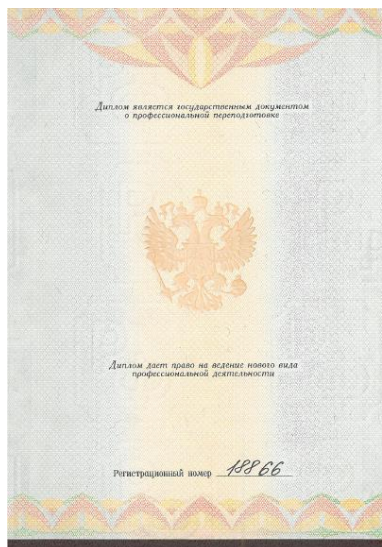 Диплом является государственным документом
о профессиональной переподготовке
Диплом дает право на ведение нового вида
профессиональной деятельности
Регистрационный номер 18866